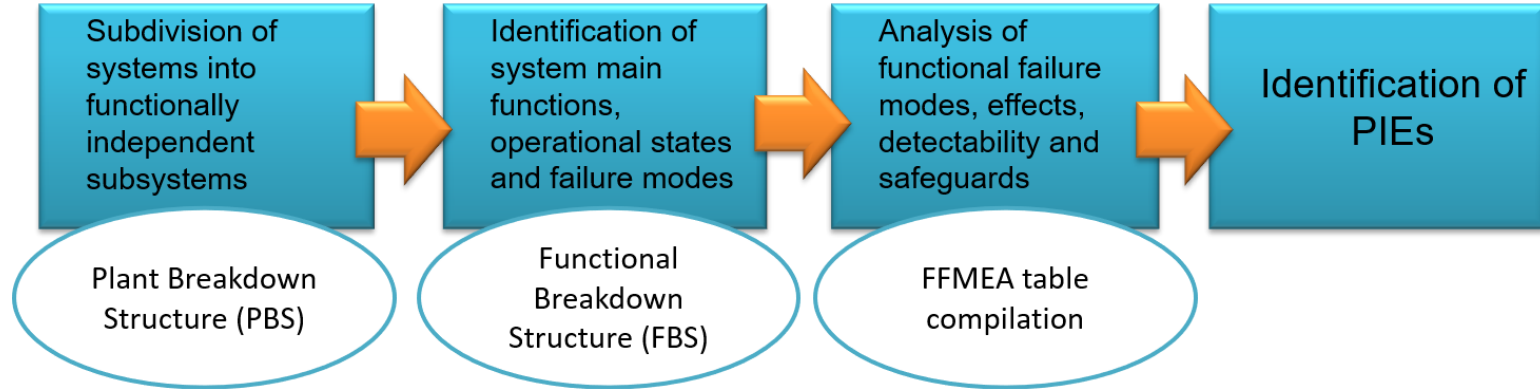 Subdivision of
systems into
functionally
independent
subsystems
Plant Breakdown
Structure (PBS)
Identification of
system main
functions,
operational states
and failure modes
Functional
Breakdown
Structure (FBS)
Analysis of
functional failure
modes, effects,
detectability and
safeguards
FFMEA table
compilation
Identification of
PIEs